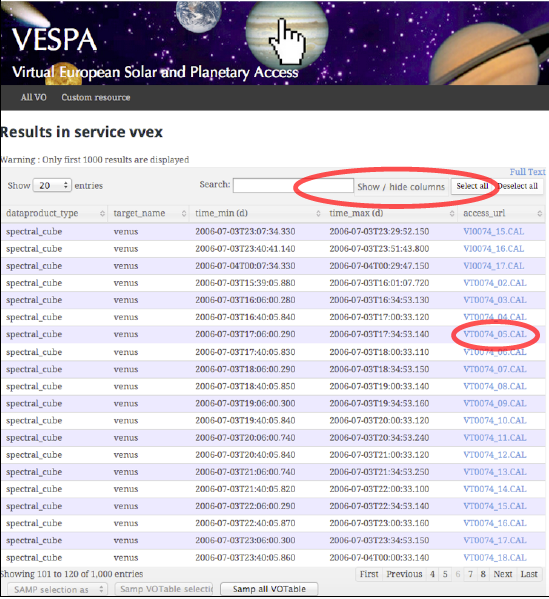 VESPA
Virtual European Solar and Planetary Access
All VO Custom resource
Results in service vvex
Warning : Only first 1000 results are displayed
Full Text
Show 20 entries Search: Show / hide columns Select all Deselect all
dataproduct_type target_name time_min (d) time_max (d) access_url
spectral_cube venus 2006-07-03T23:07:34.330 2006-07-03T23:29:52.150 VI0074_15.CAL
spectral_cube venus 2006-07-03T23:40:41.140 2006-07-03T23:51:43.800 VI0074_16.CAL
spectral_cube venus 2006-07-04T00:07:34.330 2006-07-04T00:29:47.150 VI0074_17.CAL
spectral_cube venus 2006-07-03T15:39:05.880 2006-07-03T16:01:07.720 VT0074_02.CAL
spectral_cube venus 2006-07-03T16:06:00.280 2006-07-03T16:34:53.130 VT0074_03.CAL
spectral_cube venus 2006-07-03T16:40:05.840 2006-07-03T17:00:33.120 VT0074_04.CAL
spectral_cube venus 2006-07-03T17:06:00.290 2006-07-03T17:34:53.140 VT0074_05.CAL
spectral_cube venus 2006-07-03T17:40:05.830 2006-07-03T18:00:33.110 VT0074_06.CAL
spectral_cube venus 2006-07-03T18:06:00.290 2006-07-03T18:34:53.150 VT0074_07.CAL
spectral_cube venus 2006-07-03T18:40:05.850 2006-07-03T19:00:33.140 VT0074_08.CAL
spectral_cube venus 2006-07-03T19:06:00.300 2006-07-03T19:34:53.160 VT0074_09.CAL
spectral_cube venus 2006-07-03T19:40:05.840 2006-07-03T20:00:33.120 VT0074_10.CAL
spectral_cube venus 2006-07-03T20:06:00.740 2006-07-03T20:34:53.240 VT0074_11.CAL
spectral_cube venus 2006-07-03T20:40:05.840 2006-07-03T21:00:33.120 VT0074_12.CAL
spectral_cube venus 2006-07-03T21:06:00.740 2006-07-03T21:34:53.250 VT0074_13.CAL
spectral_cube venus 2006-07-03T21:40:05.820 2006-07-03T22:00:33.100 VT0074_14.CAL
spectral_cube venus 2006-07-03T22:06:00.290 2006-07-03T22:34:53.140 VT0074_15.CAL
spectral_cube venus 2006-07-03T22:40:05.870 2006-07-03T23:00:33.160 VT0074_16.CAL
spectral_cube venus 2006-07-03T23:06:00.300 2006-07-03T23:34:53.150 VT0074_17.CAL
spectral_cube venus 2006-07-03T23:40:05.860 2006-07-04T00:00:33.140 VT0074_18.CAL
Showing 101 to 120 of 1,000 entries First Previous 4 5 6 7 8 Next Last
SAMP selection as Samp VOTable selectio Samp all VOTable